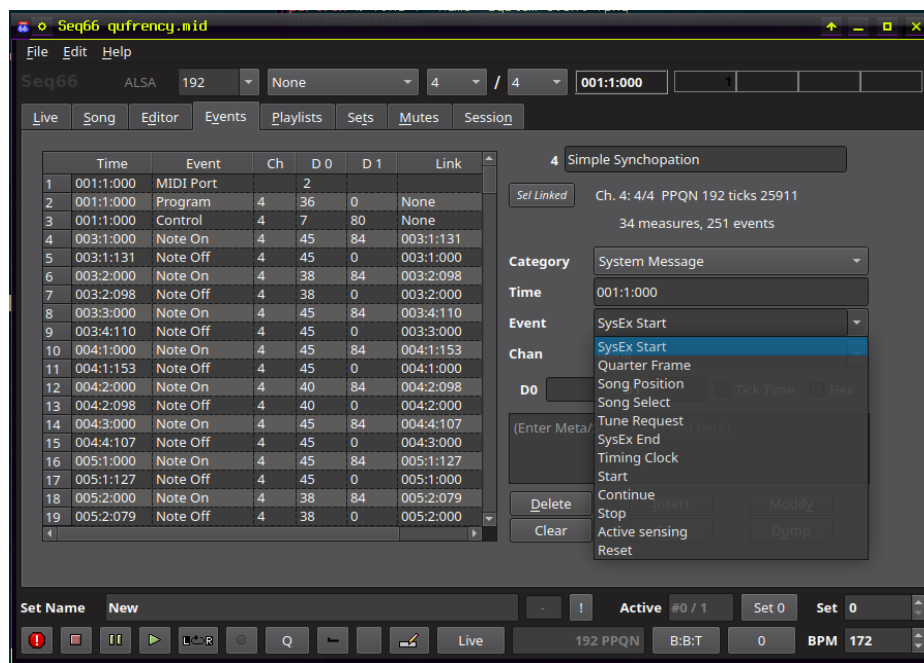 Seq66 qufrency.mid
File Edit Help
Seq66 ALSA 192 None 4 / 4 001:1:000 1
Live Song Editor Events Playlists Sets Mutes Session
Time Event Ch D 0 D 1 Link
1 001:1:000 MIDI Port 2
2 001:1:000 Program 4 36 0 None
3 001:1:000 Control 4 7 80 None
4 003:1:000 Note On 4 45 84 003:1:131
5 003:1:131 Note Off 4 45 0 003:1:000
6 003:2:000 Note On 4 38 84 003:2:098
7 003:2:098 Note Off 4 38 0 003:2:000
8 003:3:000 Note On 4 45 84 003:4:110
9 003:4:110 Note Off 4 45 0 003:3:000
10 004:1:000 Note On 4 45 84 004:1:153
11 004:1:153 Note Off 4 45 0 004:1:000
12 004:2:000 Note On 4 40 84 004:2:098
13 004:2:098 Note Off 4 40 0 004:2:000
14 004:3:000 Note On 4 45 84 004:4:107
15 004:4:107 Note Off 4 45 0 004:3:000
16 005:1:000 Note On 4 45 84 005:1:127
17 005:1:127 Note Off 4 45 0 005:1:000
18 005:2:000 Note On 4 38 84 005:2:079
19 005:2:079 Note Off 4 38 0 005:2:000
4 Simple Synchopation
Sel Linked Ch. 4: 4/4 PPQN 192 ticks 25911
34 measures, 251 events
Category System Message
Time 001:1:000
Event SysEx Start
Chan
D0 Tick Time Hex
(Enter Meta/
SysEx Start
Quarter Frame
Song Position
Song Select
Tune Request
SysEx End
Timing Clock
Start
Continue
Stop
Active sensing
Reset
Delete Insert Modify
Clear Dump
Set Name New - ! Active #0 / 1 Set 0 Set 0
L R Q Live 192 PPQN B:B:T 0 BPM 172